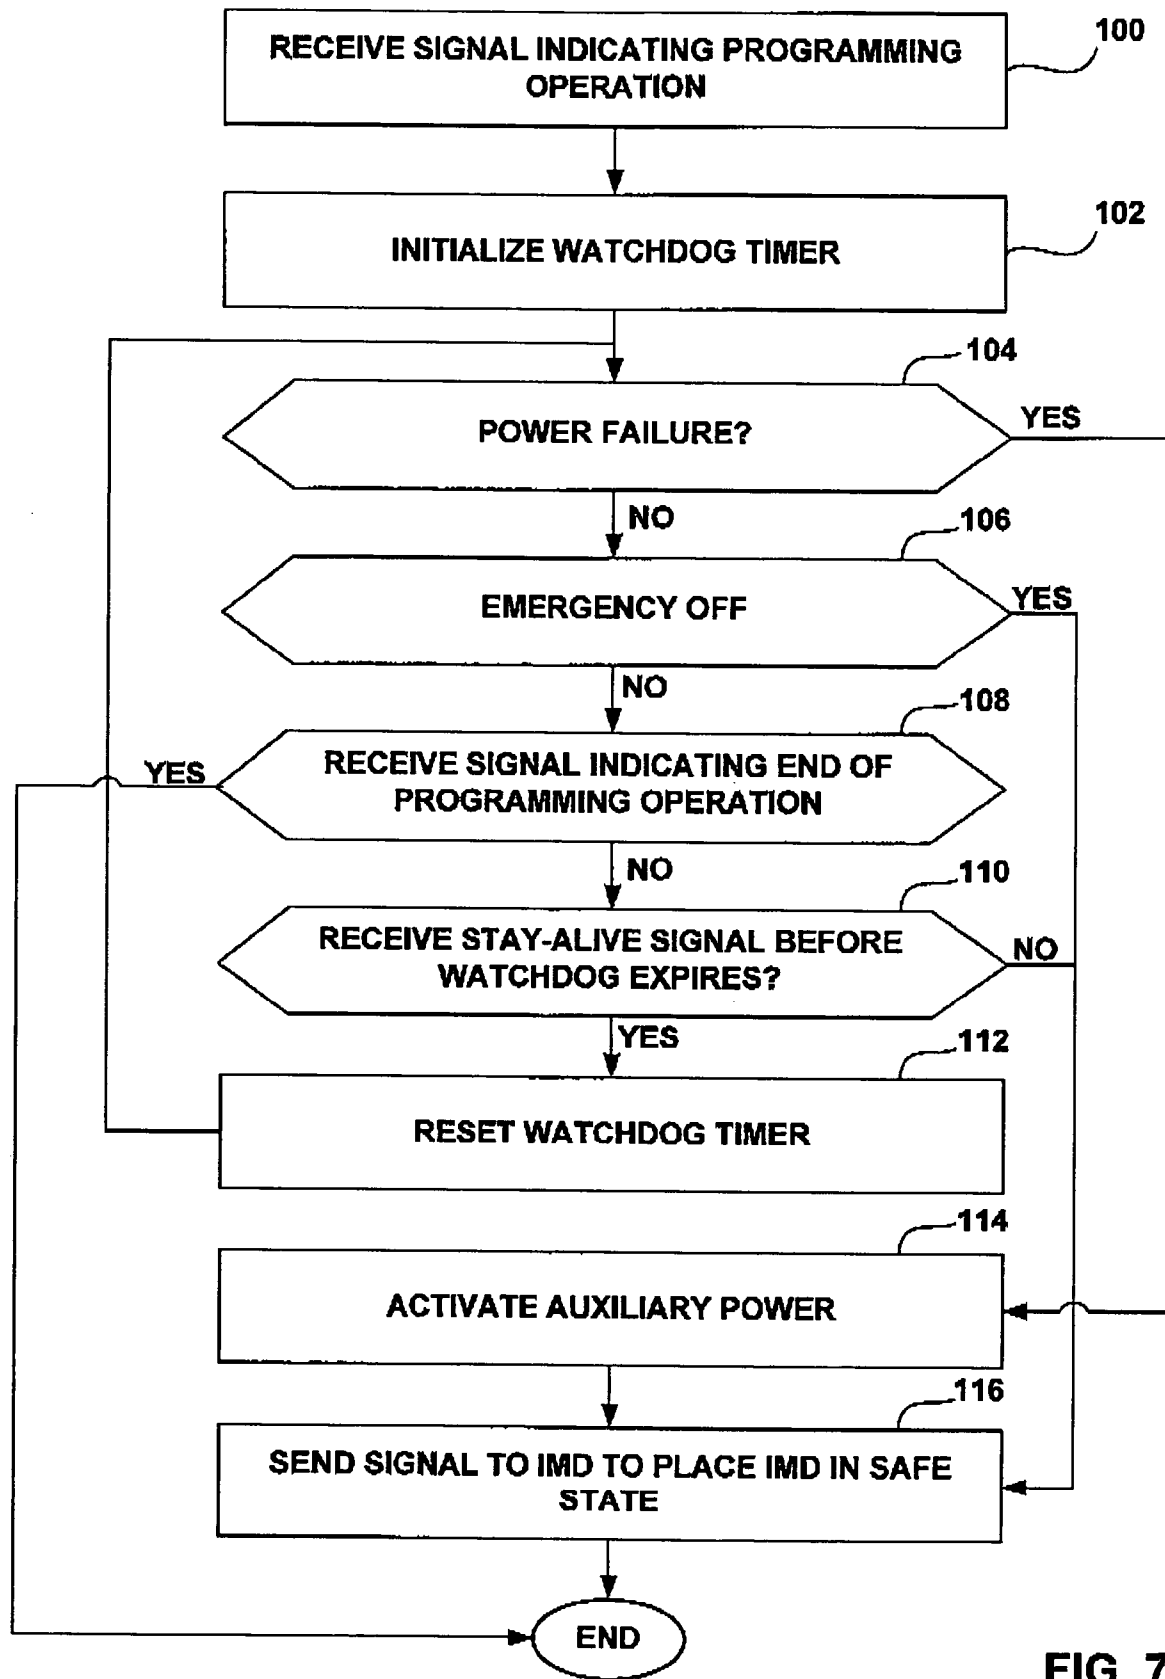 RECEIVE SIGNAL INDICATING PROGRAMMING
OPERATION
100
INITIALIZE WATCHDOG TIMER
102
104
POWER FAILURE?
YES
NO
106
EMERGENCY OFF
YES
NO
108
YES
RECEIVE SIGNAL INDICATING END OF
PROGRAMMING OPERATION
NO
110
RECEIVE STAY-ALIVE SIGNAL BEFORE
WATCHDOG EXPIRES?
NO
YES
112
RESET WATCHDOG TIMER
114
ACTIVATE AUXILIARY POWER
116
SEND SIGNAL TO IMD TO PLACE IMD IN SAFE
STATE
END
FIG. 7